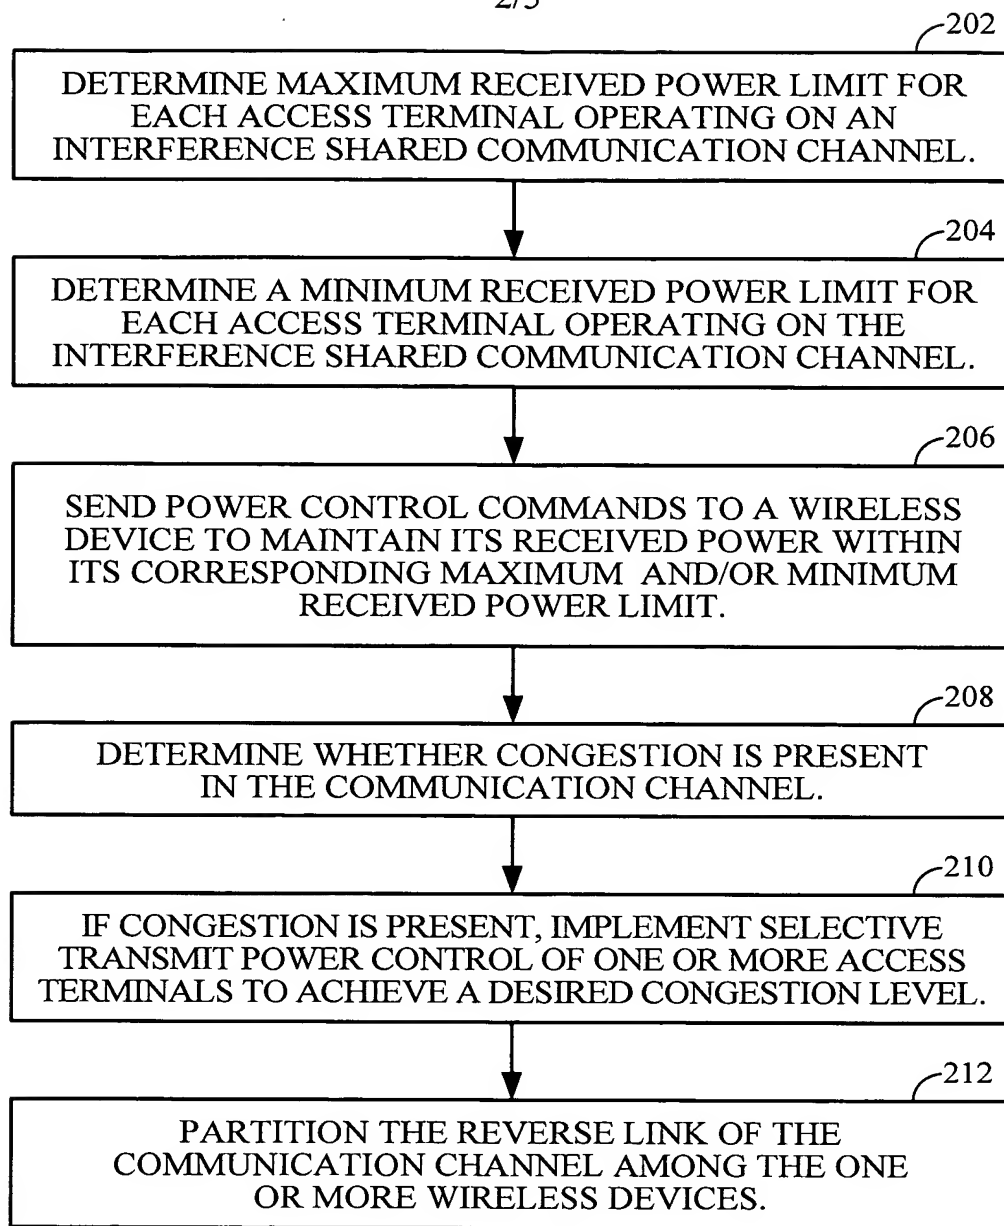 2/5
202
DETERMINE MAXIMUM RECEIVED POWER LIMIT FOR
EACH ACCESS TERMINAL OPERATING ON AN
INTERFERENCE SHARED COMMUNICATION CHANNEL.
204
DETERMINE A MINIMUM RECEIVED POWER LIMIT FOR
EACH ACCESS TERMINAL OPERATING ON THE
INTERFERENCE SHARED COMMUNICATION CHANNEL.
206
SEND POWER CONTROL COMMANDS TO A WIRELESS
DEVICE TO MAINTAIN ITS RECEIVED POWER WITHIN
ITS CORRESPONDING MAXIMUM AND/OR MINIMUM
RECEIVED POWER LIMIT.
208
DETERMINE WHETHER CONGESTION IS PRESENT
IN THE COMMUNICATION CHANNEL.
210
IF CONGESTION IS PRESENT, IMPLEMENT SELECTIVE
TRANSMIT POWER CONTROL OF ONE OR MORE ACCESS
TERMINALS TO ACHIEVE A DESIRED CONGESTION LEVEL.
212
PARTITION THE REVERSE LINK OF THE
COMMUNICATION CHANNEL AMONG THE ONE
OR MORE WIRELESS DEVICES.